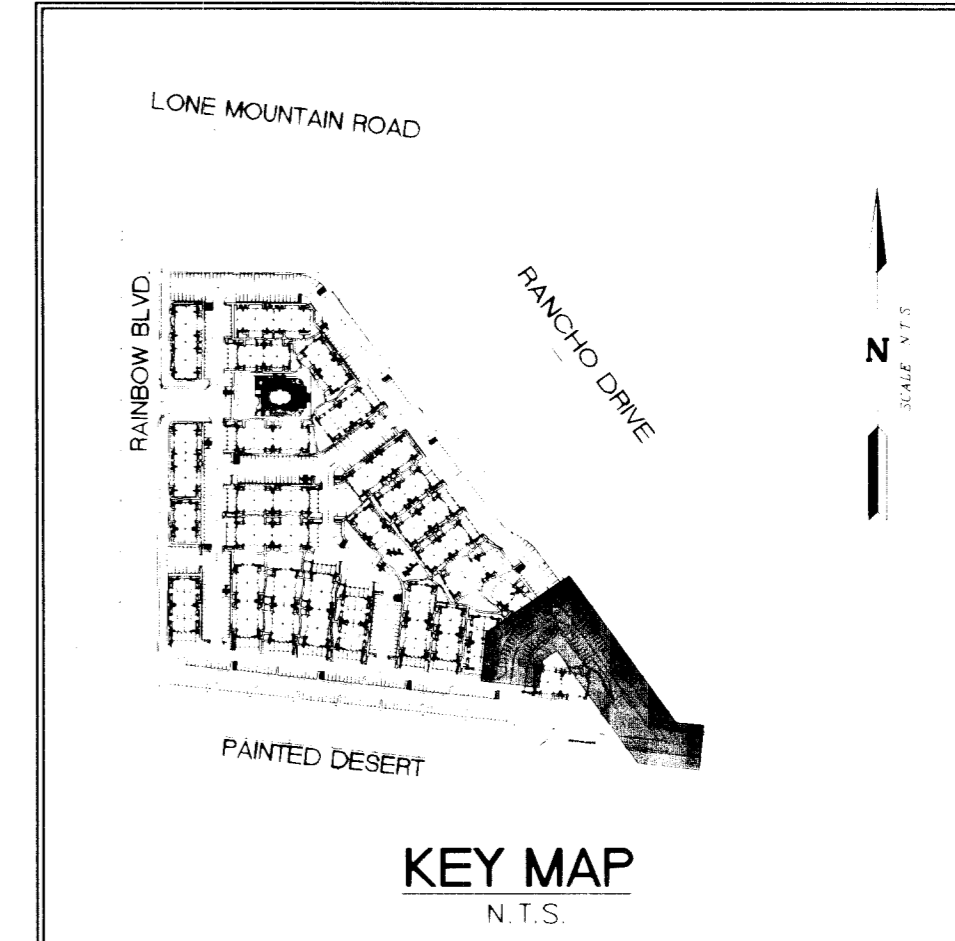 LONE MOUNTAIN ROAD
RAINBOW BLVD.
RANCHO DRIVE
N
SCALE N T S
PAINTED DESERT
KEY MAP
N.T.S.